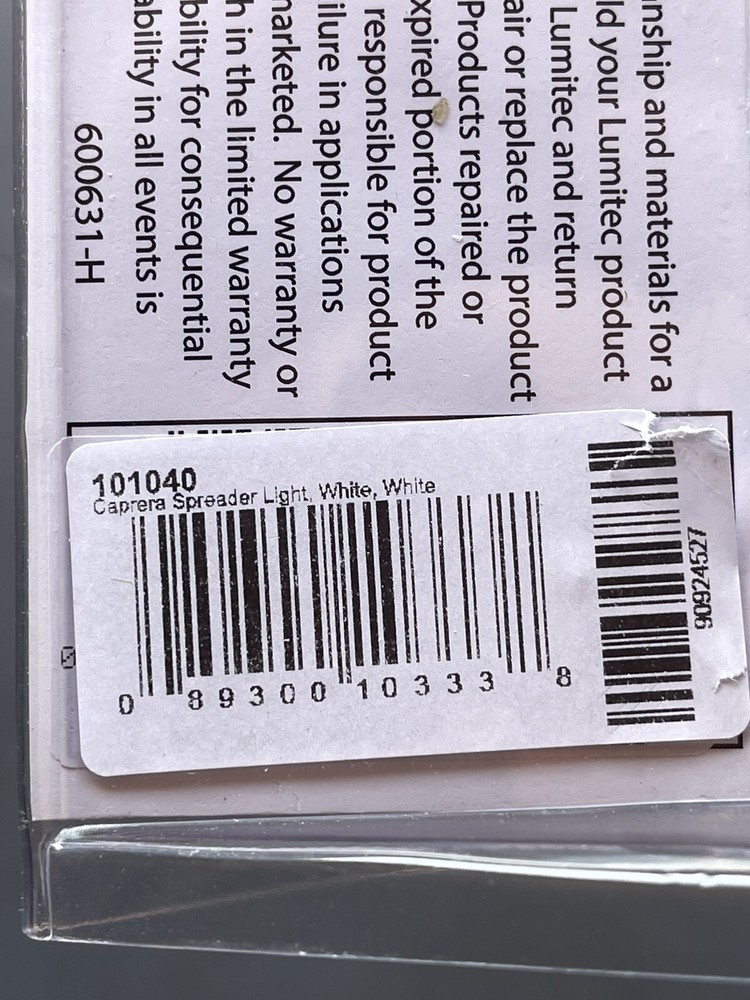 nship and materials for a
ld your Lumitec product
Lumitec and return
air or replace the product
Products repaired or
xpired portion of the
responsible for product
ilure in applications
marketed. No warranty or
h in the limited warranty
bility for consequential
ability in all events is
600631-H
101040
Caprera Spreader Light, White, White
0 89300 10333 8
90924527